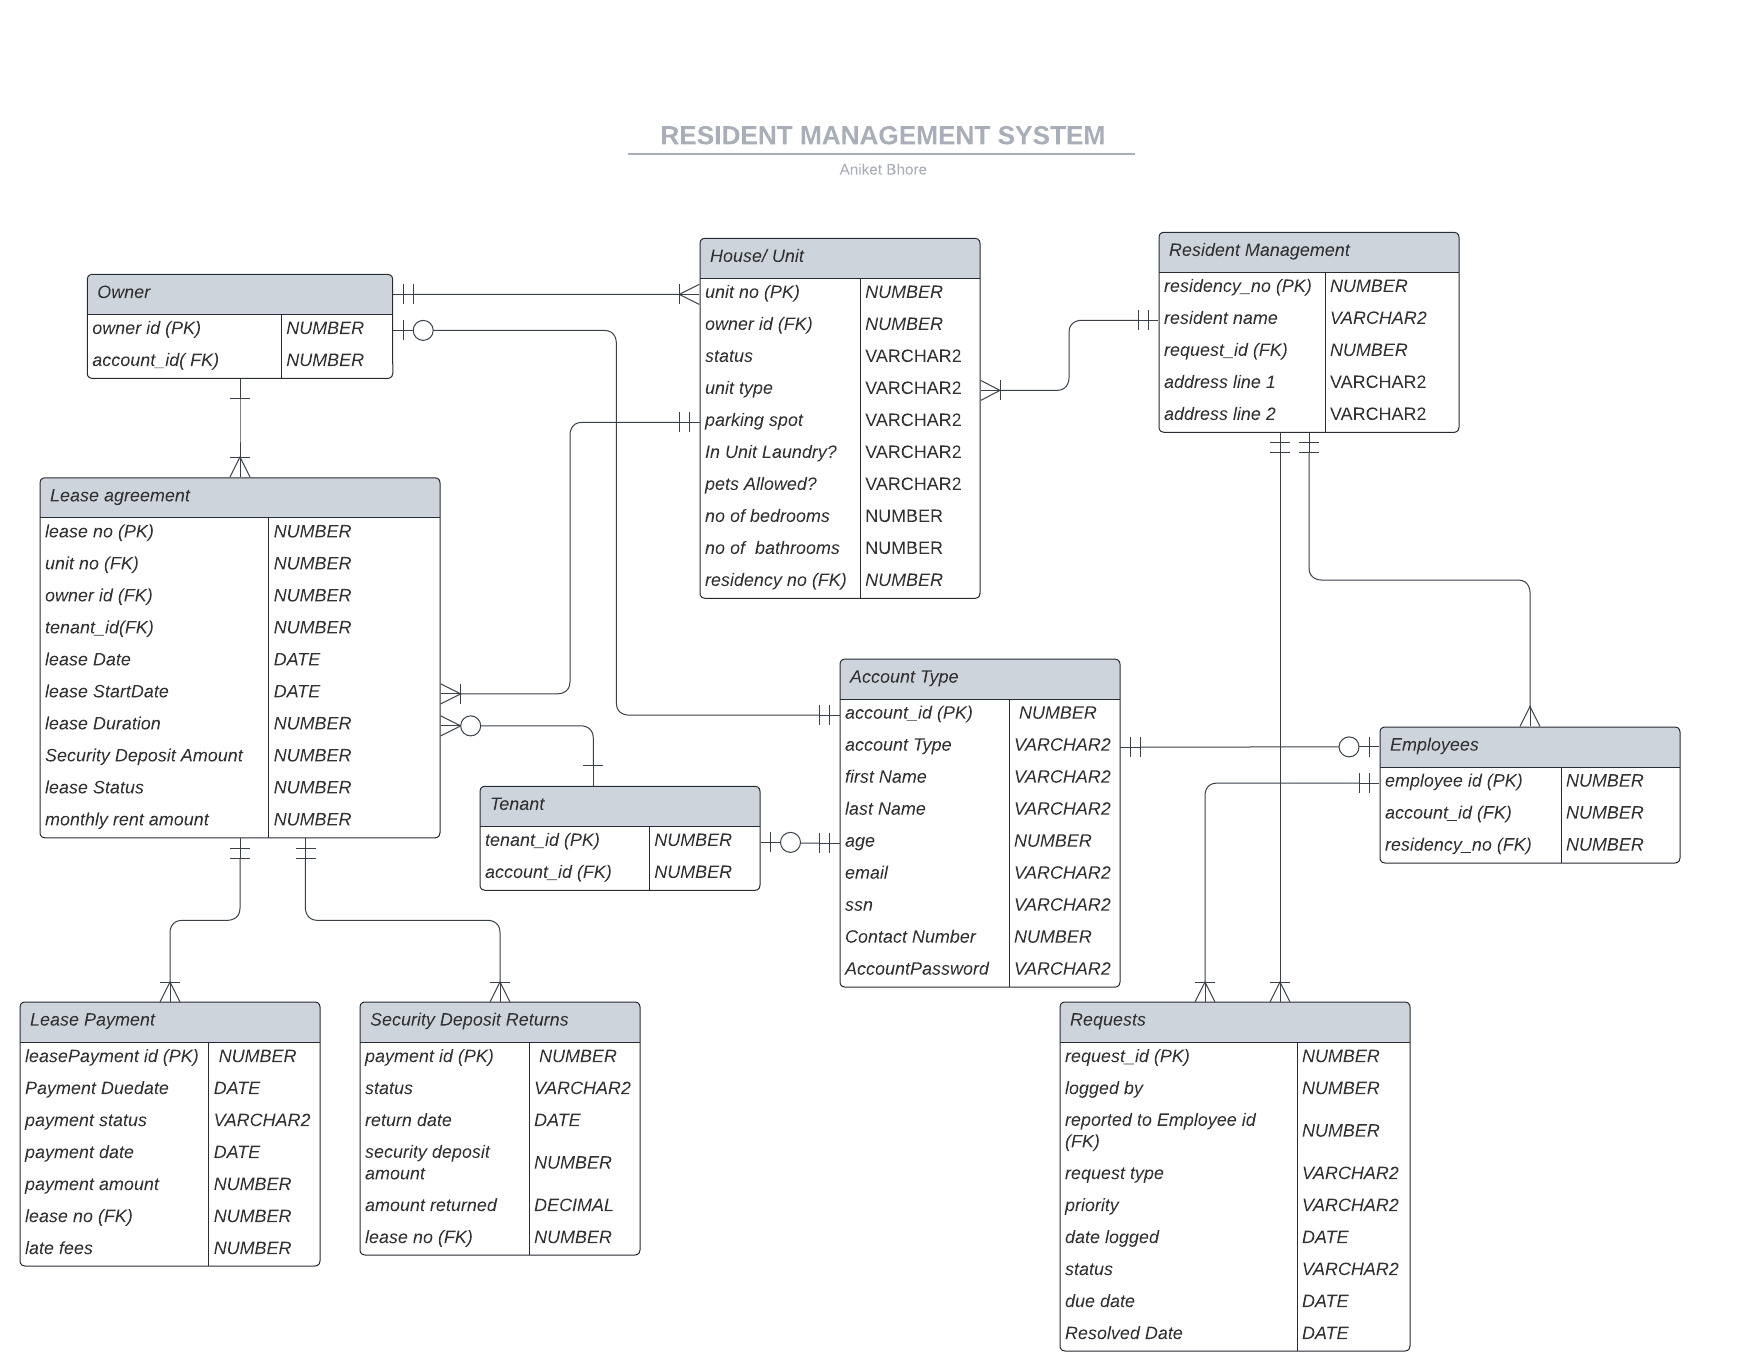 RESIDENT MANAGEMENT SYSTEM
Aniket Bhore
Owner
owner id (PK) NUMBER
account_id( FK) NUMBER
House/ Unit
unit no (PK) NUMBER
owner id (FK) NUMBER
status VARCHAR2
unit type VARCHAR2
parking spot VARCHAR2
In Unit Laundry? VARCHAR2
pets Allowed? VARCHAR2
no of bedrooms NUMBER
no of  bathrooms NUMBER
residency no (FK) NUMBER
Resident Management
residency_no (PK) NUMBER
resident name VARCHAR2
request_id (FK) NUMBER
address line 1 VARCHAR2
address line 2 VARCHAR2
Lease agreement
lease no (PK) NUMBER
unit no (FK) NUMBER
owner id (FK) NUMBER
tenant_id(FK) NUMBER
lease Date DATE
lease StartDate DATE
lease Duration NUMBER
Security Deposit Amount NUMBER
lease Status NUMBER
monthly rent amount NUMBER
Tenant
tenant_id (PK) NUMBER
account_id (FK) NUMBER
Account Type
account_id (PK) NUMBER
account Type VARCHAR2
first Name VARCHAR2
last Name VARCHAR2
age NUMBER
email VARCHAR2
ssn VARCHAR2
Contact Number NUMBER
AccountPassword VARCHAR2
Employees
employee id (PK) NUMBER
account_id (FK) NUMBER
residency_no (FK) NUMBER
Lease Payment
leasePayment id (PK) NUMBER
Payment Duedate DATE
payment status VARCHAR2
payment date DATE
payment amount NUMBER
lease no (FK) NUMBER
late fees NUMBER
Security Deposit Returns
payment id (PK) NUMBER
status VARCHAR2
return date DATE
security deposit
amount NUMBER
amount returned DECIMAL
lease no (FK) NUMBER
Requests
request_id (PK) NUMBER
logged by NUMBER
reported to Employee id
(FK) NUMBER
request type VARCHAR2
priority VARCHAR2
date logged DATE
status VARCHAR2
due date DATE
Resolved Date DATE